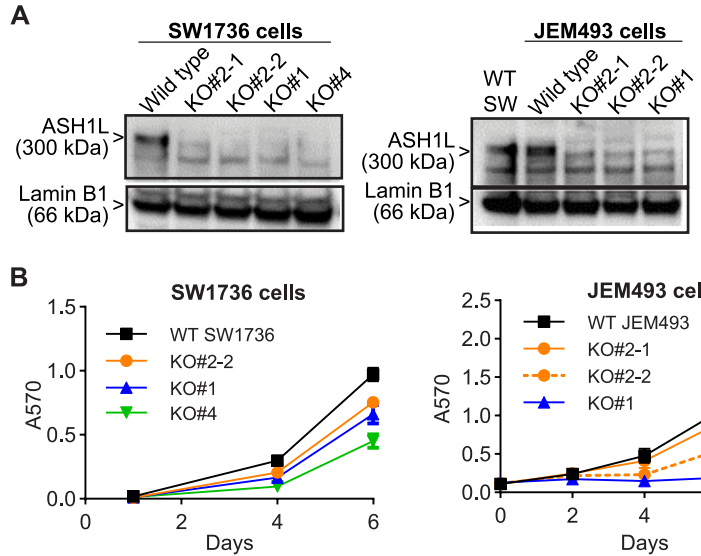 A
SW1736 cells
Wild type
KO#2-1
KO#2-2
KO#1
KO#4
ASH1L >
(300 kDa)
Lamin B1 >
(66 kDa)
JEM493 cells
WT
SW
Wild type
KO#2-1
KO#2-2
KO#1
ASH1L >
(300 kDa)
Lamin B1 >
(66 kDa)
B
SW1736 cells
A570
1.5
1.0
0.5
0.0
WT SW1736
KO#2-2
KO#1
KO#4
0 2 4 6
Days
JEM493 cel
A570
2.5
2.0
1.5
1.0
0.5
0.0
WT JEM493
KO#2-1
KO#2-2
KO#1
0 2 4
Days